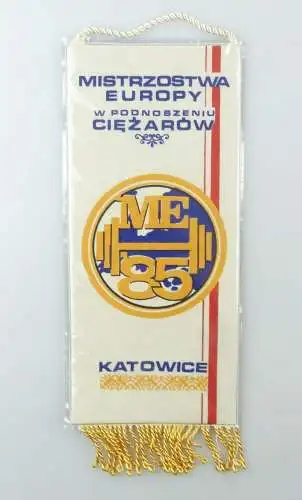 MISTRZOSTWA
EUROPY
W PODNOSZENIU
CIĘŻARÓW
ME
85
KATOWICE